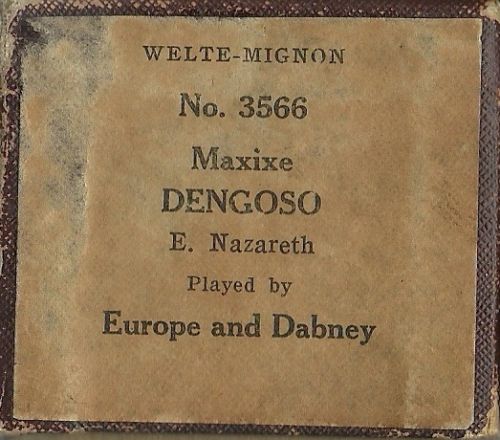 WELTE-MIGNON
No. 3566
Maxixe
DENGOSO
E. Nazareth
Played by
Europe and Dabney